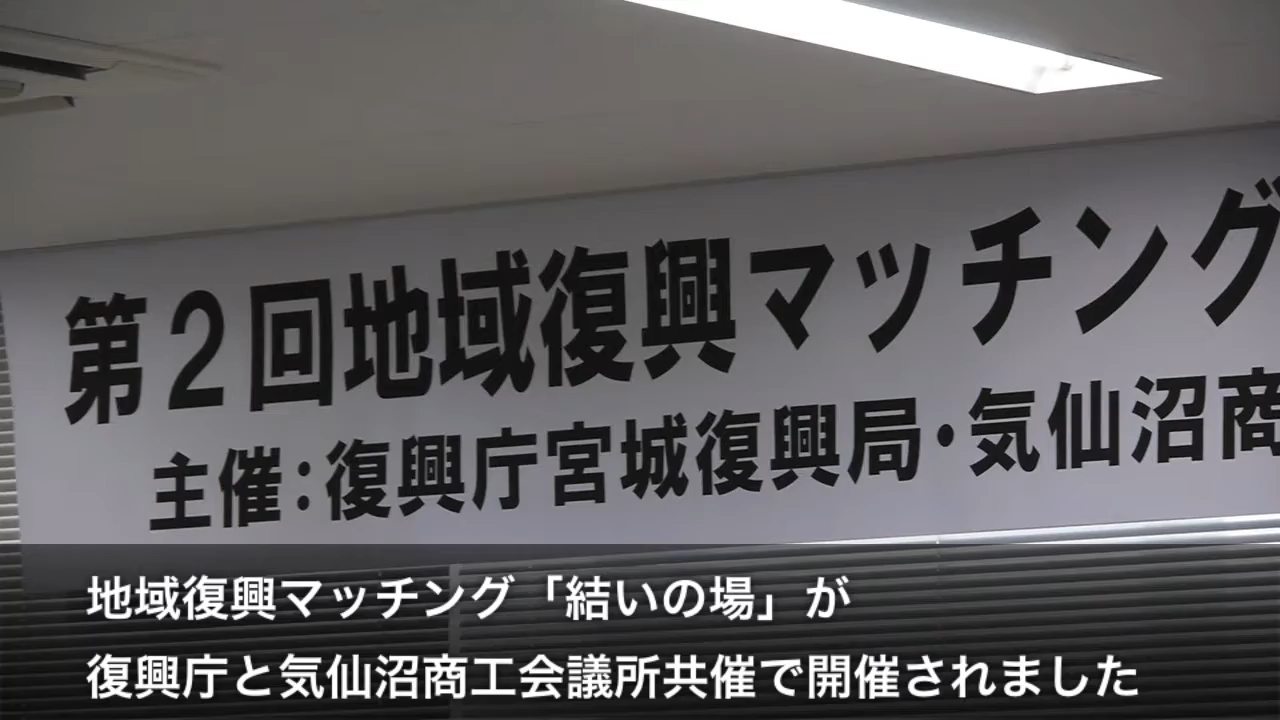 第2回地域復興マッチング
主催:復興庁宮城復興局・気仙沼商
地域復興マッチング「結いの場」が
復興庁と気仙沼商工会議所共催で開催されました